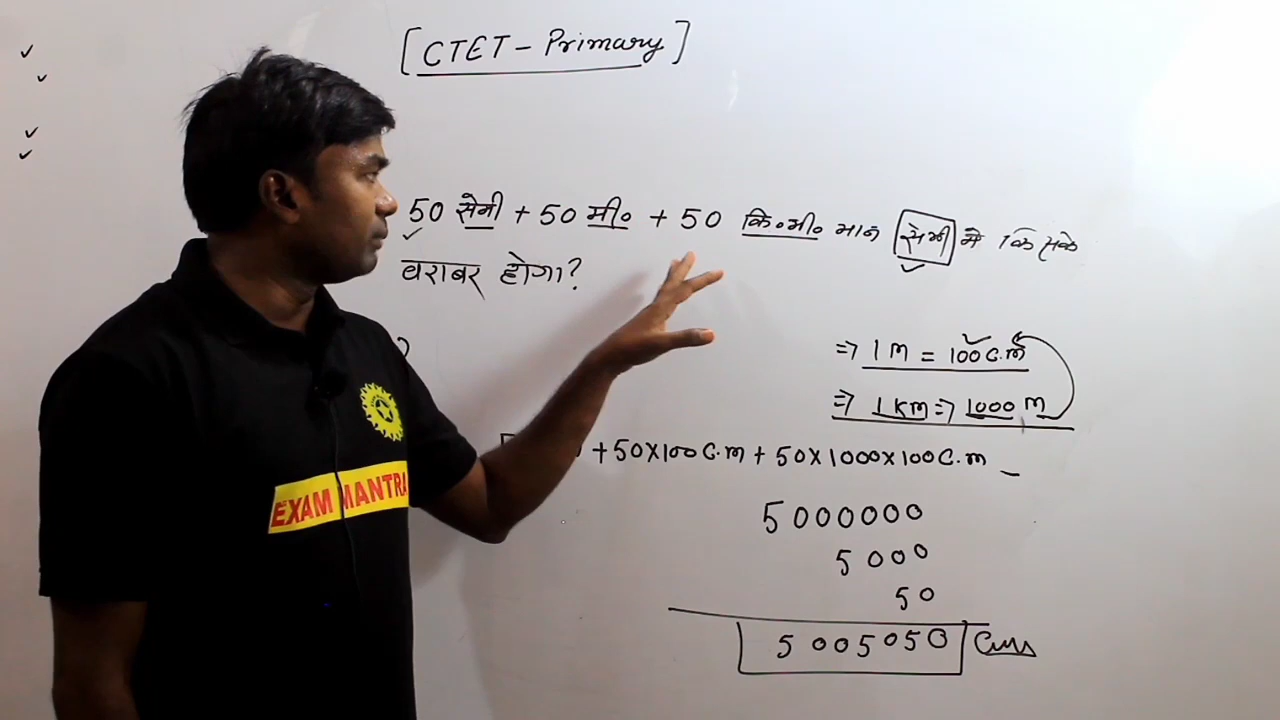 [CTET - Primary]
50 सेमी + 50 मी० + 50 कि०मी० मान सेमी में किसके
बराबर होगा?
=> 1 m = 100 C.m
=> 1 KM => 1000 m
+ 50 x 100 C.m + 50 x 1000 x 100 C.m
5000000
5000
50
5005050
EXAM MANTRA